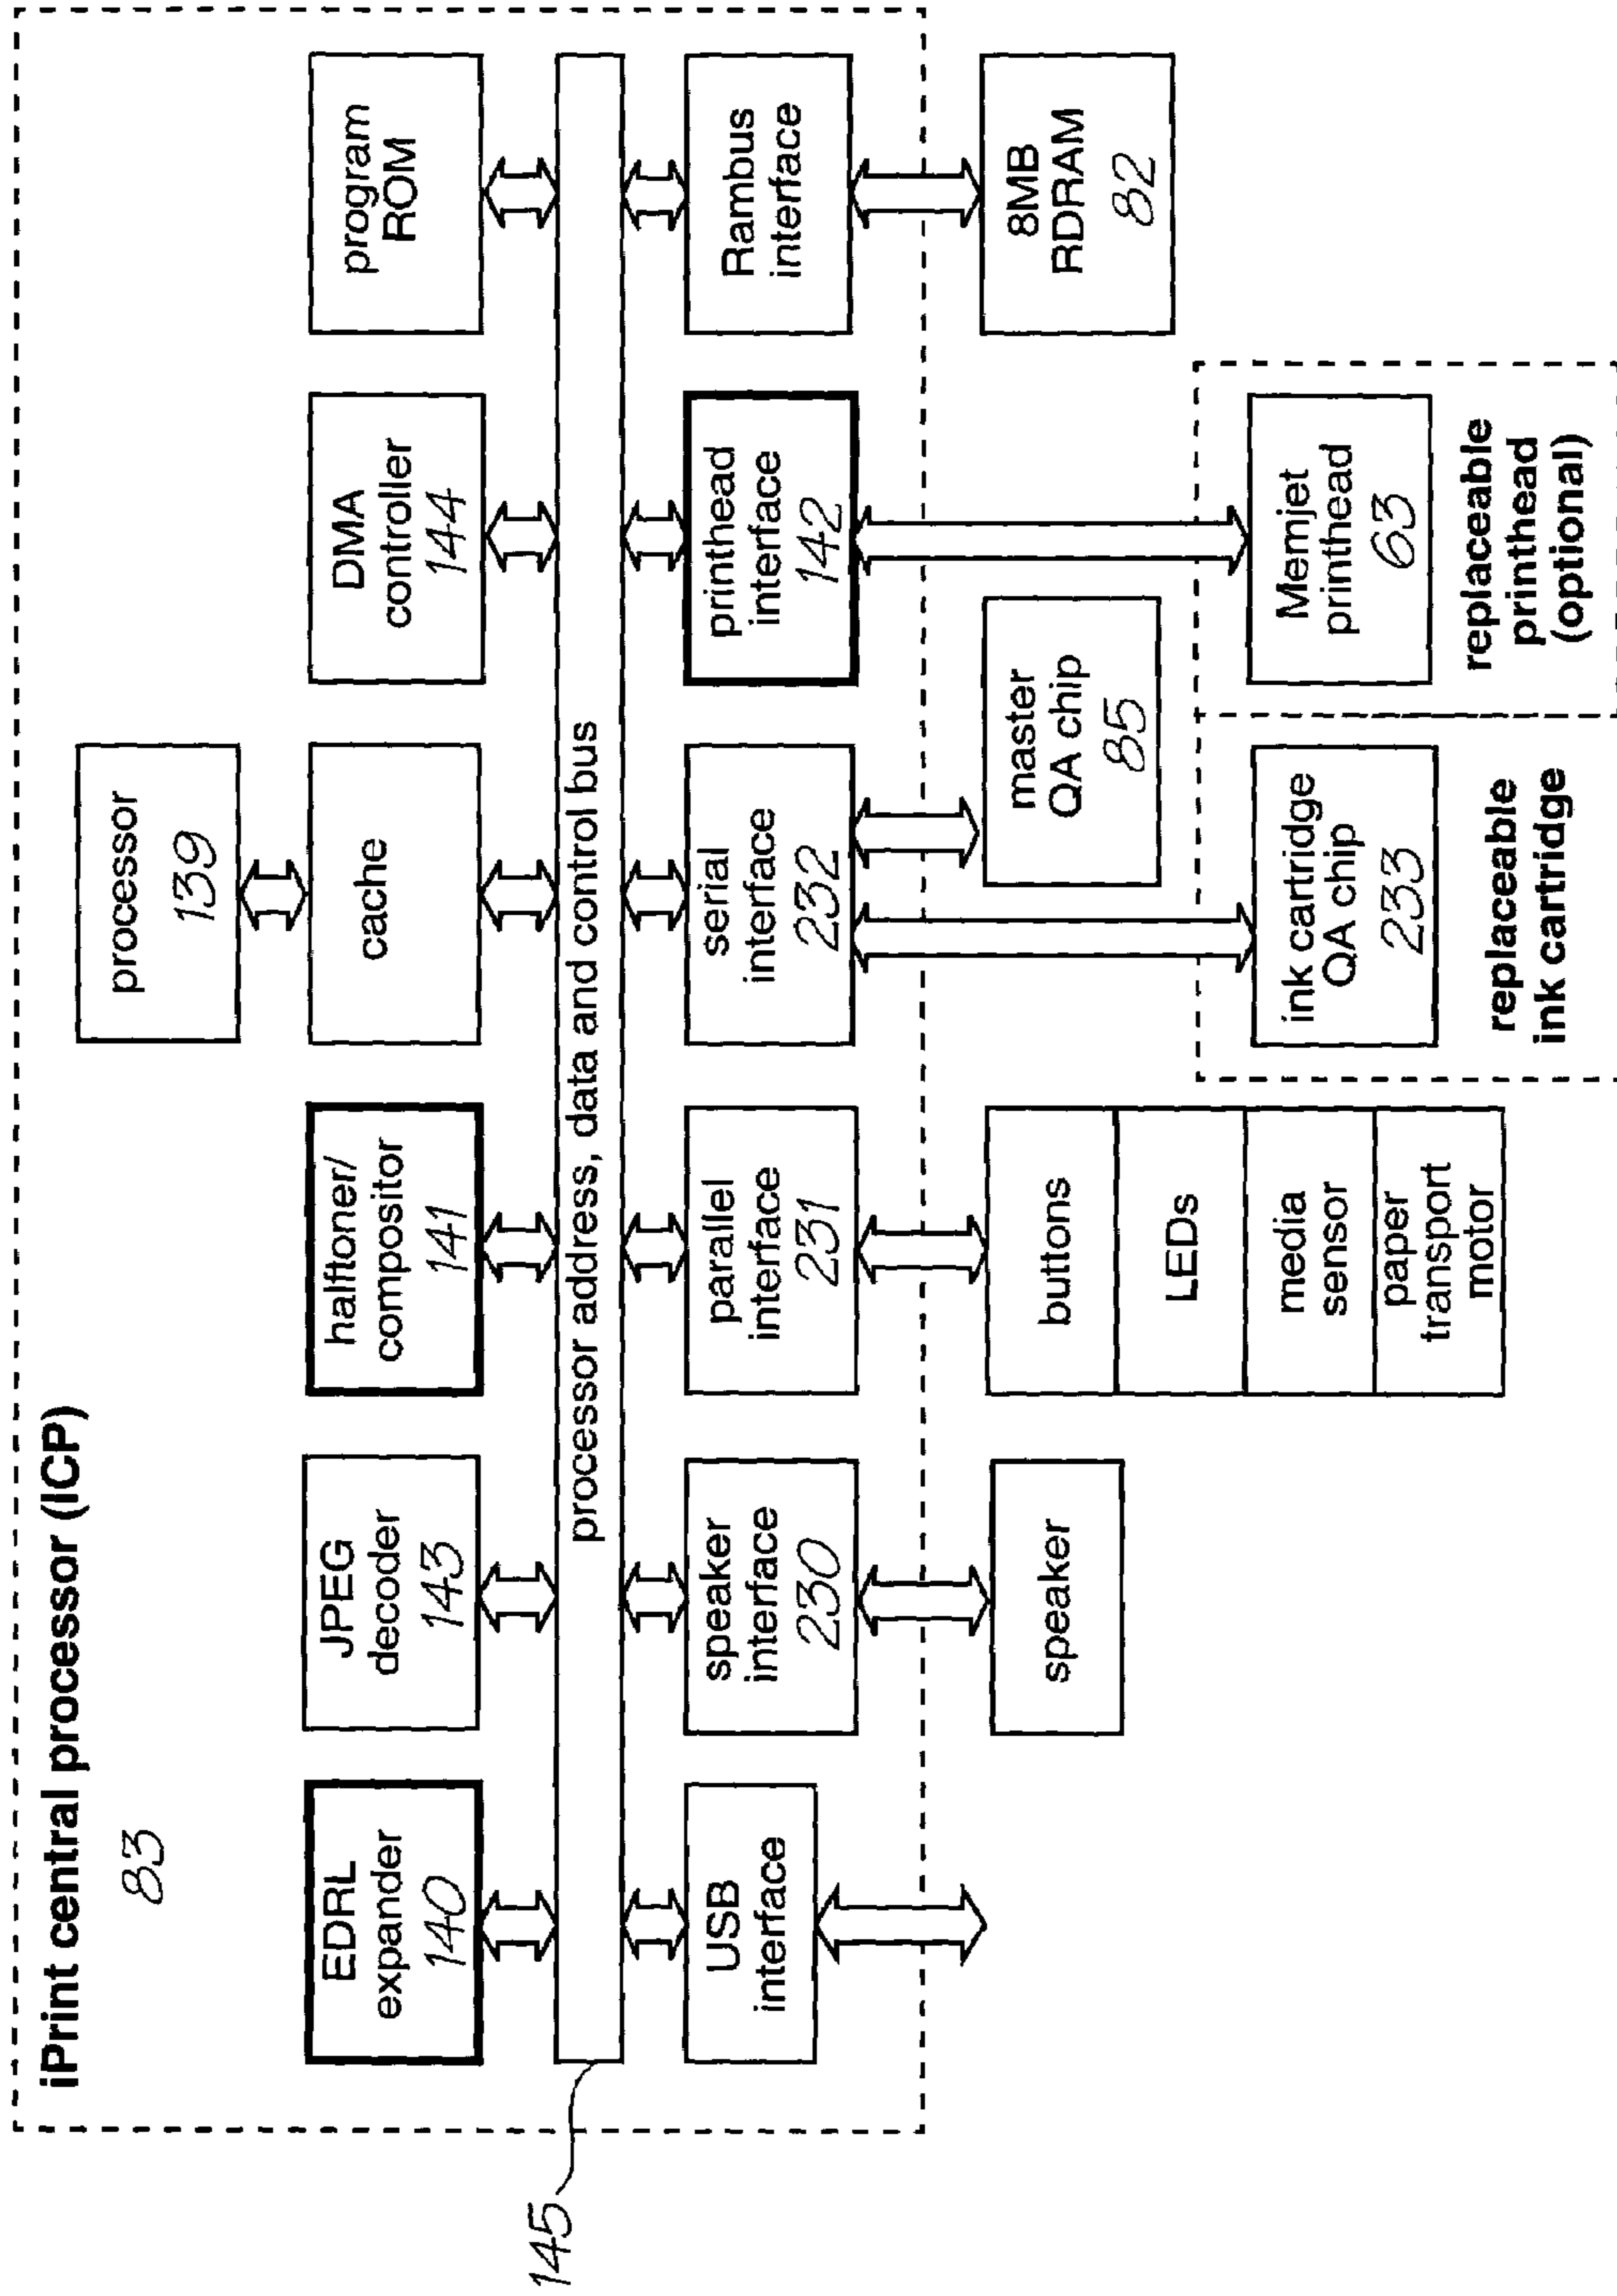 iPrint central processor (ICP)
83
processor
139
EDRL
expander
140
JPEG
decoder
143
halftoner/
compositor
141
cache
DMA
controller
144
program
ROM
145
processor address, data and control bus
USB
interface
speaker
interface
230
parallel
interface
231
serial
interface
232
printhead
interface
142
Rambus
interface
speaker
buttons
LEDs
media
sensor
paper
transport
motor
master
QA chip
85
8MB
RDRAM
82
ink cartridge
QA chip
233
replaceable
ink cartridge
Memjet
printhead
63
replaceable
printhead
(optional)